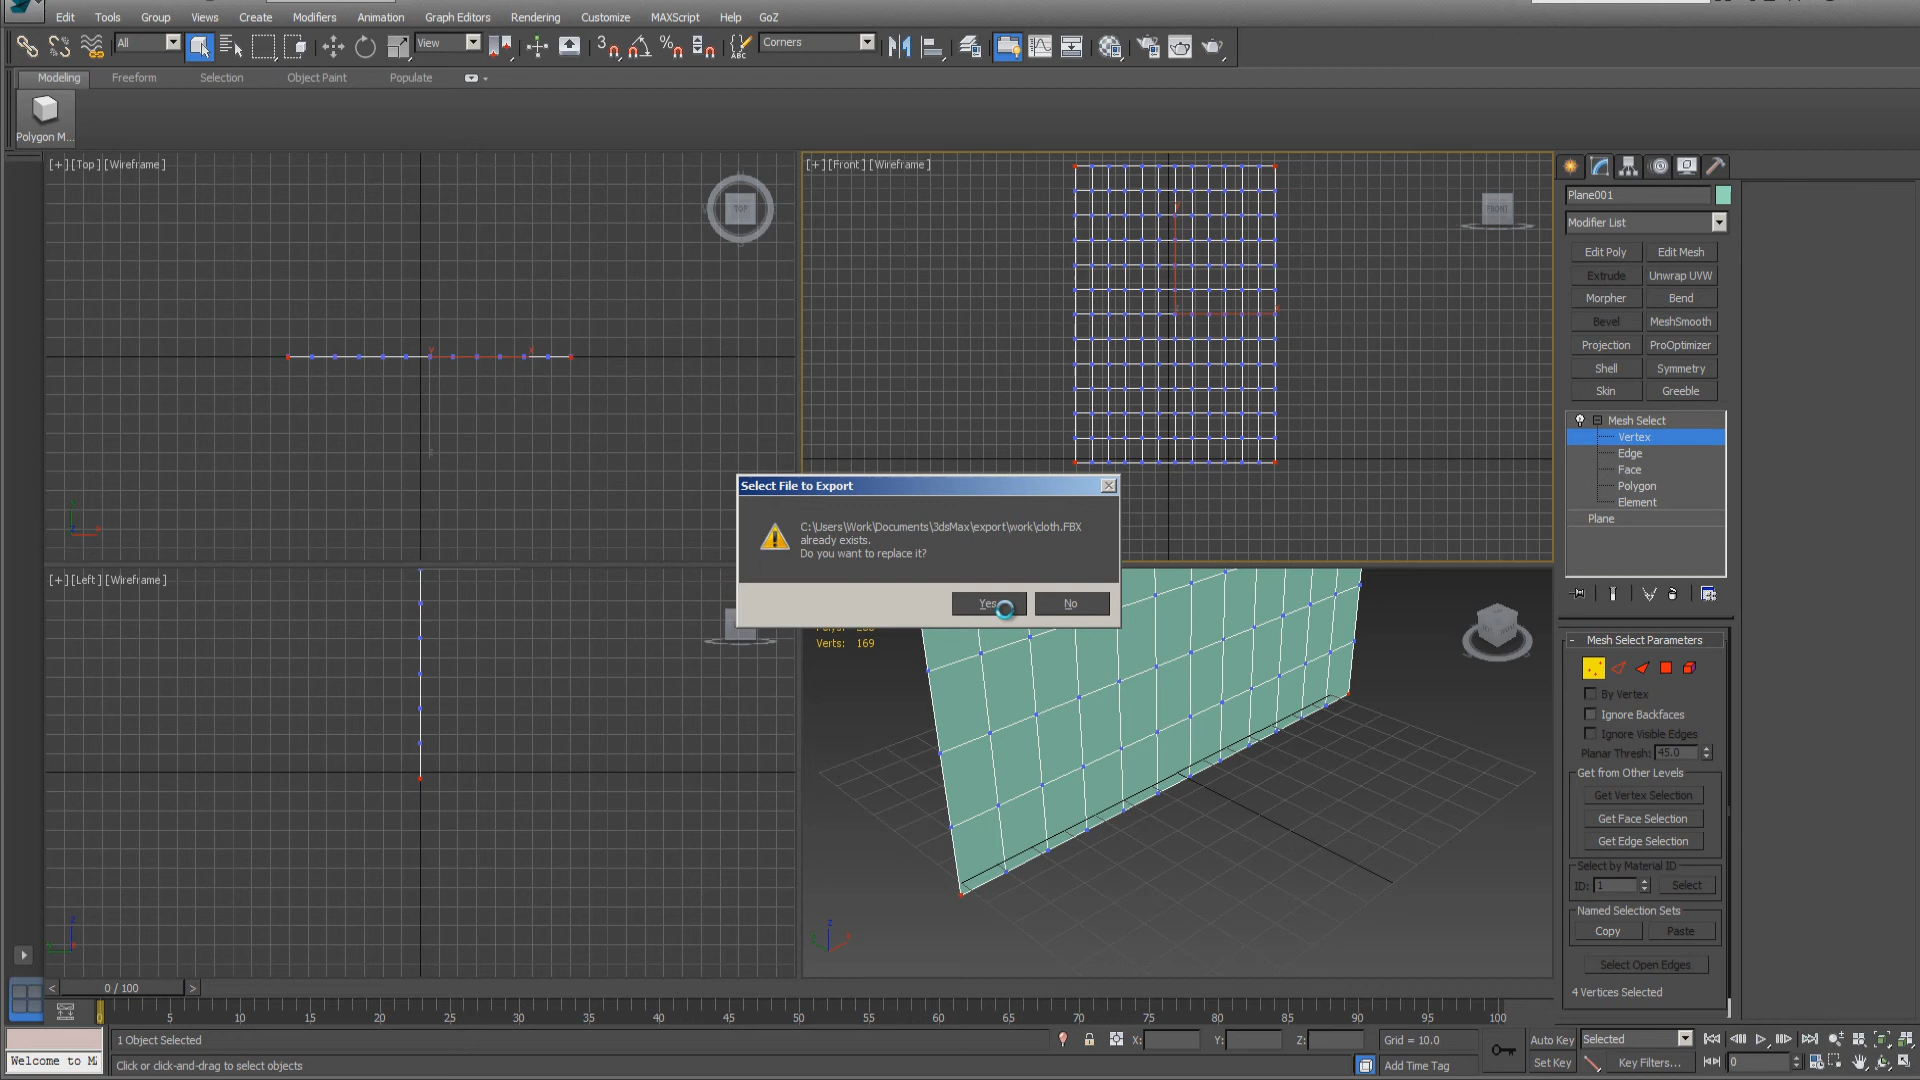 Edit Tools Group Views Create Modifiers Animation Graph Editors Rendering Customize MAXScript Help GoZ
All View Corners
Modeling Freeform Selection Object Paint Populate
Polygon M...
[+] [Top] [Wireframe]
TOP
[+] [Front] [Wireframe]
FRONT
Plane001
Modifier List
Edit Poly Edit Mesh
Extrude Unwrap UVW
Morpher Bend
Bevel MeshSmooth
Projection ProOptimizer
Shell Symmetry
Skin Greeble
Mesh Select
Vertex
Edge
Face
Polygon
Element
Plane
Select File to Export
C:\Users\Work\Documents\3dsMax\export\work\cloth.FBX
already exists.
Do you want to replace it?
Yes No
[+] [Left] [Wireframe]
Verts: 169
Mesh Select Parameters
By Vertex
Ignore Backfaces
Ignore Visible Edges
Planar Thresh: 45.0
Get from Other Levels
Get Vertex Selection
Get Face Selection
Get Edge Selection
Select by Material ID
ID: 1 Select
Named Selection Sets
Copy Paste
Select Open Edges
4 Vertices Selected
< 0 / 100 >
0 5 10 15 20 25 30 35 40 45 50 55 60 65 70 75 80 85 90 95 100
1 Object Selected X: Y: Z: Grid = 10.0 Auto Key Selected
Welcome to M
Click or click-and-drag to select objects Add Time Tag Set Key Key Filters... 0